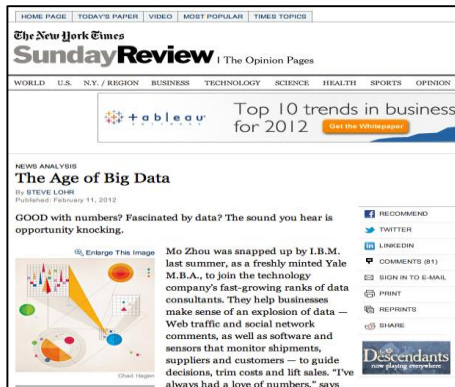 HOME PAGE TODAY'S PAPER VIDEO MOST POPULAR TIMES TOPICS
The New York Times
SundayReview | The Opinion Pages
WORLD U.S. N.Y. / REGION BUSINESS TECHNOLOGY SCIENCE HEALTH SPORTS OPINION
+ableau Top 10 trends in business
for 2012 Get the Whitepaper
NEWS ANALYSIS
The Age of Big Data
By STEVE LOHR
Published: February 11, 2012
GOOD with numbers? Fascinated by data? The sound you hear is
opportunity knocking.
Enlarge This Image
Chad Hagen
Mo Zhou was snapped up by I.B.M.
last summer, as a freshly minted Yale
M.B.A., to join the technology
company's fast-growing ranks of data
consultants. They help businesses
make sense of an explosion of data —
Web traffic and social network
comments, as well as software and
sensors that monitor shipments,
suppliers and customers — to guide
decisions, trim costs and lift sales. "I've
always had a love of numbers," says
RECOMMEND
TWITTER
LINKEDIN
COMMENTS (81)
SIGN IN TO E-MAIL
PRINT
REPRINTS
SHARE
Descendants
now playing everywhere